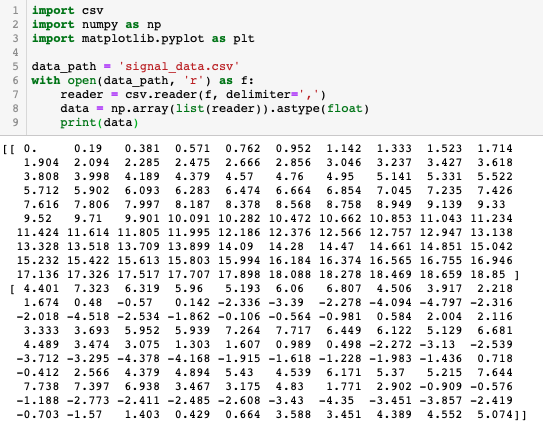 1 import csv
2 import numpy as np
3 import matplotlib.pyplot as plt
4
5 data_path = 'signal_data.csv'
6 with open(data_path, 'r') as f:
7     reader = csv.reader(f, delimiter=',')
8     data = np.array(list(reader)).astype(float)
9     print(data)
[[ 0.     0.19   0.381  0.571  0.762  0.952  1.142  1.333  1.523  1.714
   1.904  2.094  2.285  2.475  2.666  2.856  3.046  3.237  3.427  3.618
   3.808  3.998  4.189  4.379  4.57   4.76   4.95   5.141  5.331  5.522
   5.712  5.902  6.093  6.283  6.474  6.664  6.854  7.045  7.235  7.426
   7.616  7.806  7.997  8.187  8.378  8.568  8.758  8.949  9.139  9.33
   9.52   9.71   9.901 10.091 10.282 10.472 10.662 10.853 11.043 11.234
  11.424 11.614 11.805 11.995 12.186 12.376 12.566 12.757 12.947 13.138
  13.328 13.518 13.709 13.899 14.09  14.28  14.47  14.661 14.851 15.042
  15.232 15.422 15.613 15.803 15.994 16.184 16.374 16.565 16.755 16.946
  17.136 17.326 17.517 17.707 17.898 18.088 18.278 18.469 18.659 18.85 ]
 [ 4.401  7.323  6.319  5.96   5.193  6.06   6.807  4.506  3.917  2.218
   1.674  0.48  -0.57   0.142 -2.336 -3.39  -2.278 -4.094 -4.797 -2.316
  -2.018 -4.518 -2.534 -1.862 -0.106 -0.564 -0.981  0.584  2.004  2.116
   3.333  3.693  5.952  5.939  7.264  7.717  6.449  6.122  5.129  6.681
   4.489  3.474  3.075  1.303  1.607  0.989  0.498 -2.272 -3.13  -2.539
  -3.712 -3.295 -4.378 -4.168 -1.915 -1.618 -1.228 -1.983 -1.436  0.718
  -0.412  2.566  4.379  4.894  5.43   4.539  6.171  5.37   5.215  7.644
   7.738  7.397  6.938  3.467  3.175  4.83   1.771  2.902 -0.909 -0.576
  -1.188 -2.773 -2.411 -2.485 -2.608 -3.43  -4.35  -3.451 -3.857 -2.419
  -0.703 -1.57   1.403  0.429  0.664  3.588  3.451  4.389  4.552  5.074]]